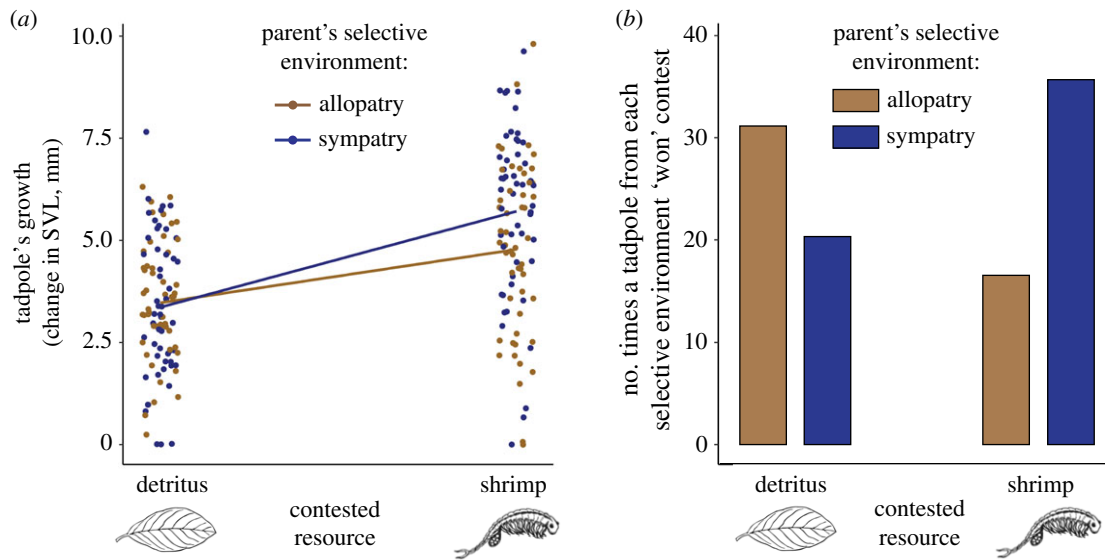 (a)
10.0
7.5
5.0
2.5
0
tadpole's growth
(change in SVL, mm)
parent's selective
environment:
allopatry
sympatry
detritus
shrimp
contested
resource
(b)
40
30
20
10
0
no. times a tadpole from each
selective environment 'won' contest
parent's selective
environment:
allopatry
sympatry
detritus
shrimp
contested
resource